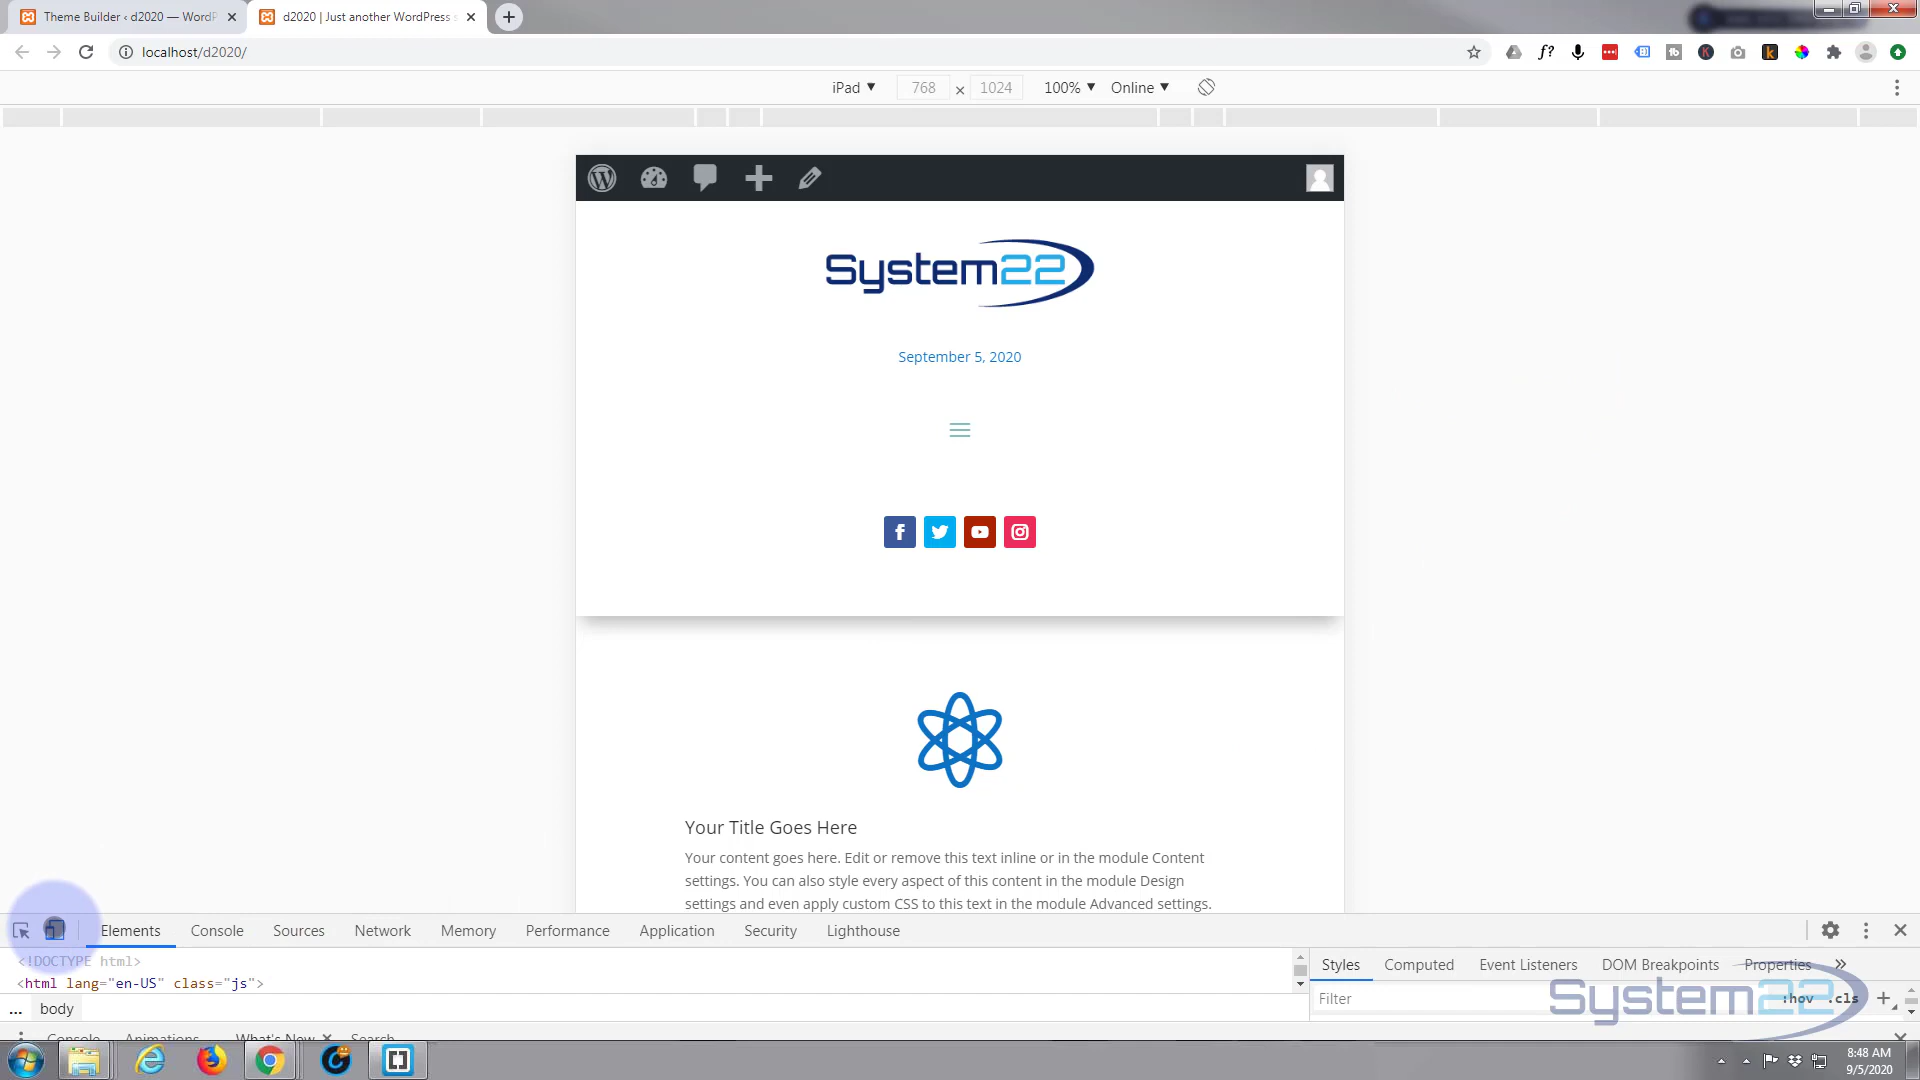 Theme Builder ‹ d2020 — WordP
d2020 | Just another WordPress s
localhost/d2020/
iPad ▼ 768 × 1024 100% ▼ Online ▼
System22
September 5, 2020
Your Title Goes Here
Your content goes here. Edit or remove this text inline or in the module Content
settings. You can also style every aspect of this content in the module Design
settings and even apply custom CSS to this text in the module Advanced settings.
Elements Console Sources Network Memory Performance Application Security Lighthouse
<!DOCTYPE html>
<html lang="en-US" class="js">
... body
Styles Computed Event Listeners DOM Breakpoints Properties »
Filter :hov .cls +
System22
Console Animations What's New × Search
8:48 AM
9/5/2020